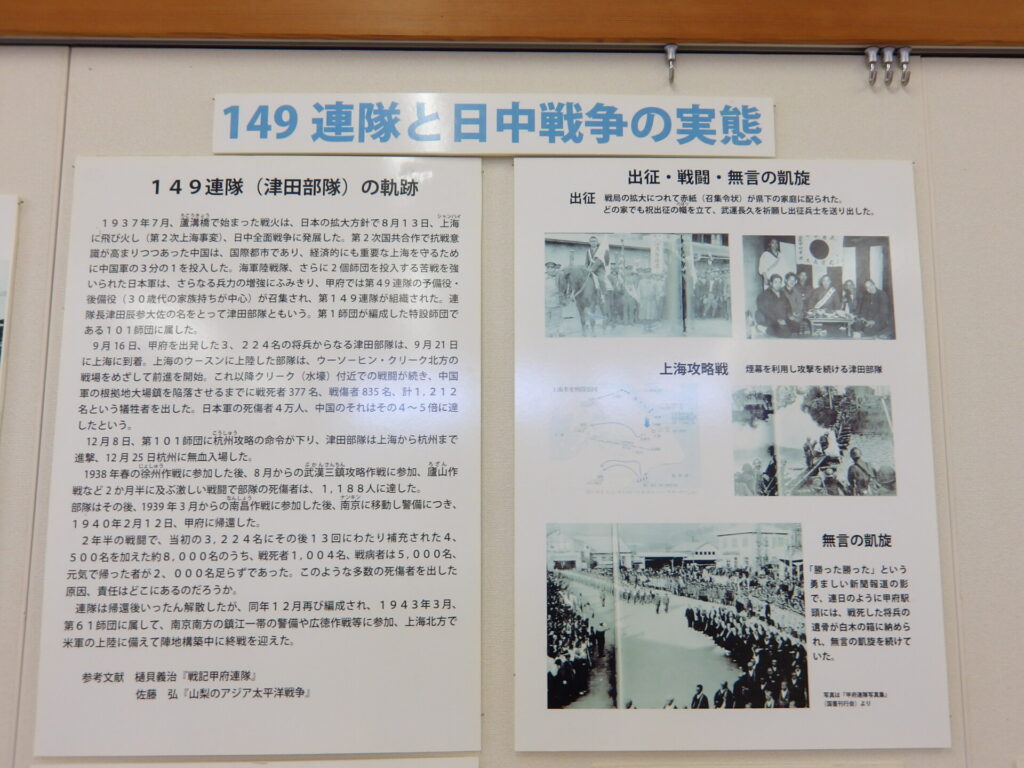 149連隊と日中戦争の実態
149連隊（津田部隊）の軌跡
1937年7月、蘆溝橋で始まった戦火は、日本の拡大方針で8月13日、上海
に飛び火し（第2次上海事変）、日中全面戦争に発展した。第2次国共合作で抗戦意
識が高まりつつあった中国は、国際都市であり、経済的にも重要な上海を守るため
に中国軍の3分の1を投入した。海軍陸戦隊、さらに2個師団を投入する苦戦を強
いられた日本軍は、さらなる兵力の増強にふみきり、甲府では第49連隊の予備役・
後備役（30歳代の家族持ちが中心）が召集され、第149連隊が組織された。連
隊長津田辰参大佐の名をとって津田部隊ともいう。第1師団が編成した特設師団で
ある101師団に属した。
9月16日、甲府を出発した3、224名の将兵からなる津田部隊は、9月21日
に上海に到着。上海のウースンに上陸した部隊は、ウーソーヒン・クリーク北方の
戦場をめざして前進を開始。これ以降クリーク（水壕）付近での戦闘が続き、中国
軍の根拠地大場鎮を陥落させるまでに戦死者377名、戦傷者835名、計1,212
名という犠牲者を出した。日本軍の死傷者4万人、中国のそれはその4～5倍に達
したという。
12月8日、第101師団に杭州攻略の命令が下り、津田部隊は上海から杭州まで
進撃、12月25日杭州に無血入場した。
1938年春の徐州作戦に参加した後、8月からの武漢三鎮攻略作戦に参加、廬山作
戦など2か月半に及ぶ激しい戦闘で部隊の死傷者は、1,188人に達した。
部隊はその後、1939年3月からの南昌作戦に参加した後、南京に移動し警備につき、
1940年2月12日、甲府に帰還した。
2年半の戦闘で、当初の3,224名にその後13回にわたり補充された4、
500名を加えた約8,000名のうち、戦死者1,004名、戦病者は5,000名、
元気で帰った者が2、000名足らずであった。このような多数の死傷者を出した
原因、責任はどこにあるのだろうか。
連隊は帰還後いったん解散したが、同年12月再び編成され、1943年3月、
第61師団に属して、南京南方の鎮江一帯の警備や広徳作戦等に参加、上海北方で
米軍の上陸に備えて陣地構築中に終戦を迎えた。
参考文献　樋貝義治『戦記甲府連隊』
佐藤　弘『山梨のアジア太平洋戦争』
出征・戦闘・無言の凱旋
出征　戦局の拡大につれて赤紙（召集令状）が県下の家庭に配られた。
どの家でも祝出征の幟を立て、武運長久を祈願し出征兵士を送り出した。
上海攻略戦　煙幕を利用し攻撃を続ける津田部隊
無言の凱旋
「勝った勝った」という
勇ましい新聞報道の影
で、連日のように甲府駅
頭には、戦死した将兵の
遺骨が白木の箱に納めら
れ、無言の凱旋を続けて
いた。
写真は『甲府連隊写真集』
（国書刊行会）より